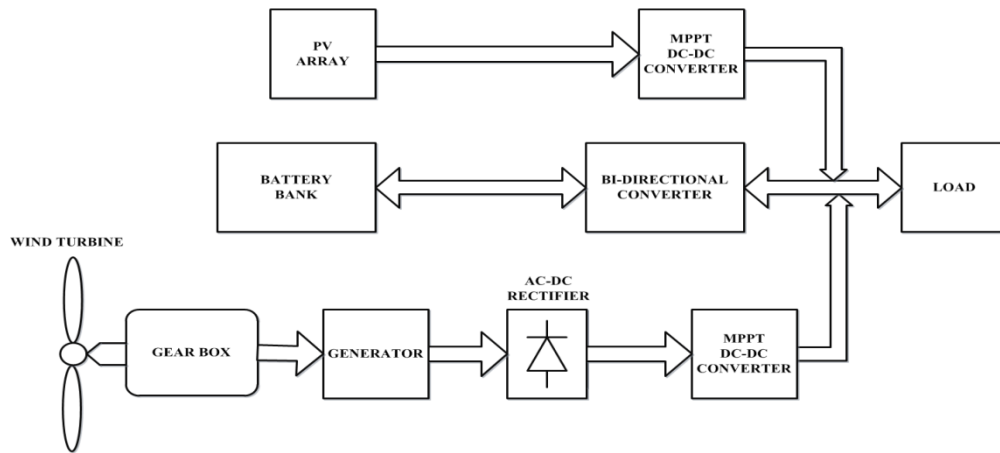 PV
ARRAY
MPPT
DC-DC
CONVERTER
BATTERY
BANK
BI-DIRECTIONAL
CONVERTER
LOAD
WIND TURBINE
GEAR BOX
GENERATOR
AC-DC
RECTIFIER
MPPT
DC-DC
CONVERTER